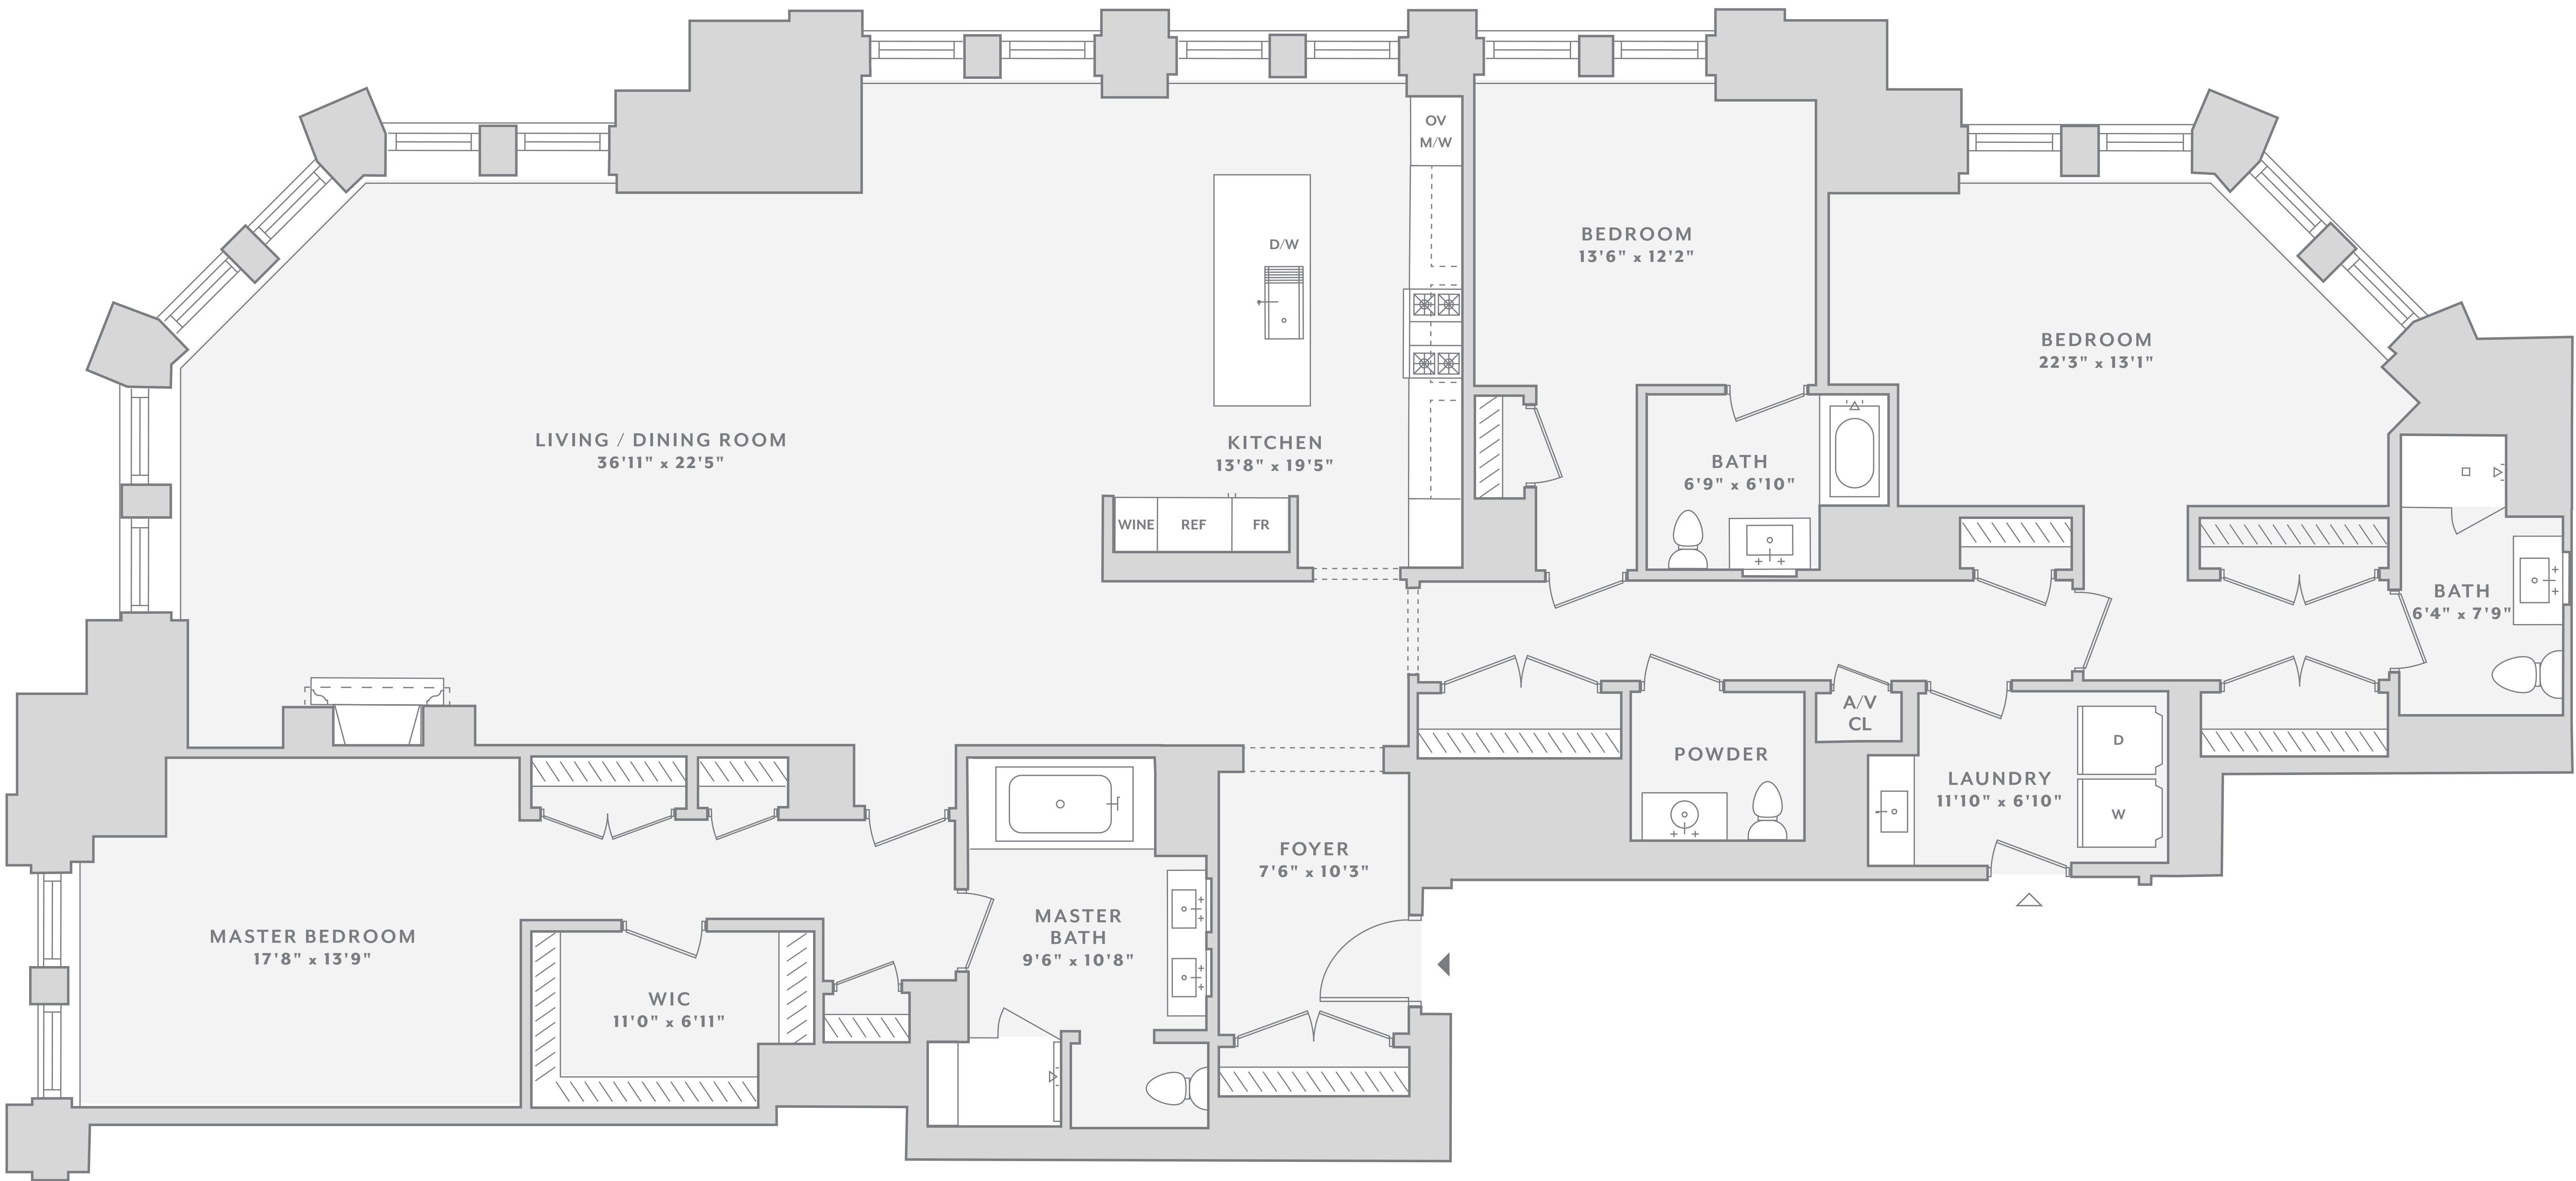 OV
M/W
D/W
BEDROOM
13'6" x 12'2"
BEDROOM
22'3" x 13'1"
LIVING / DINING ROOM
36'11" x 22'5"
KITCHEN
13'8" x 19'5"
BATH
6'9" x 6'10"
WINE
REF
FR
BATH
6'4" x 7'9"
A/V
CL
POWDER
D
LAUNDRY
11'10" x 6'10"
W
FOYER
7'6" x 10'3"
MASTER
BATH
9'6" x 10'8"
MASTER BEDROOM
17'8" x 13'9"
WIC
11'0" x 6'11"